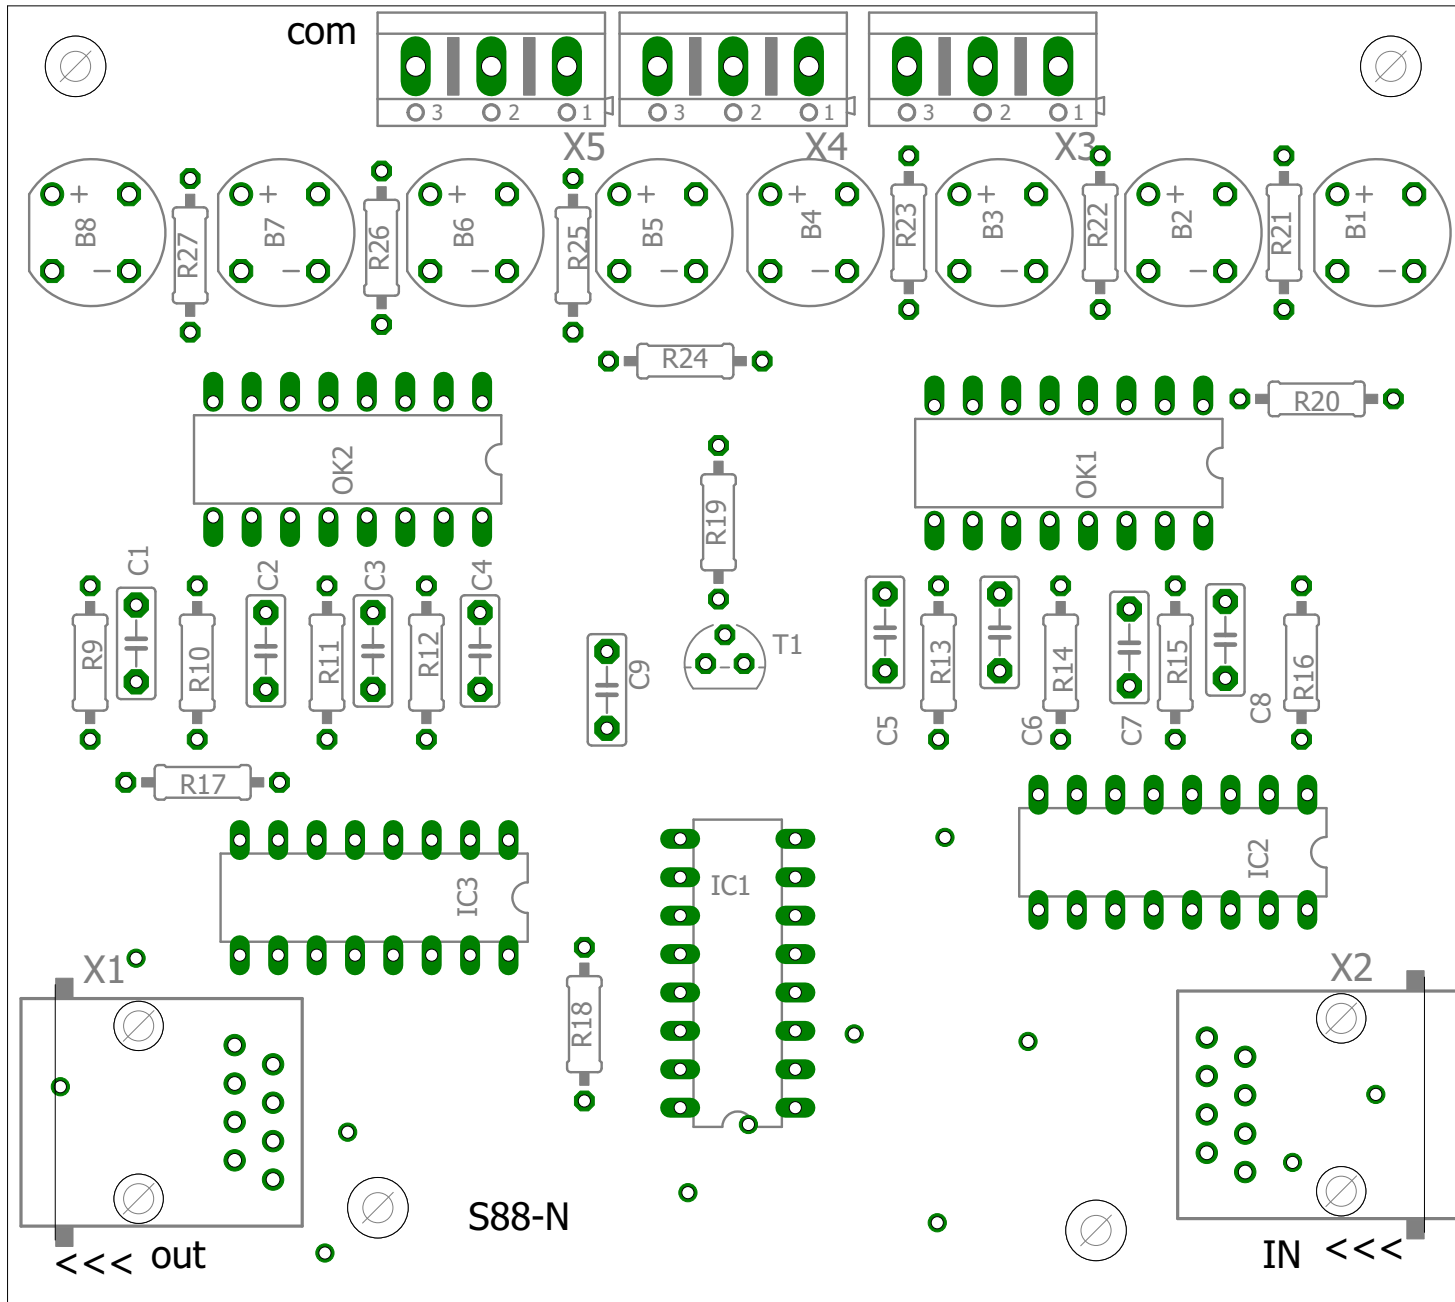 com
3 2 1
3 2 1
3 2 1
X5
X4
X3
B8
+
-
R27
B7
+
-
R26
B6
+
-
R25
B5
+
-
B4
+
-
R23
B3
+
-
R22
B2
+
-
R21
B1
+
-
R24
R20
OK2
OK1
R19
C1
C2
C3
C4
R9
R10
R11
R12
C9
T1
R13
R14
R15
R16
C5
C6
C7
C8
R17
IC3
IC1
IC2
X1
R18
X2
S88-N
<<< out
IN <<<